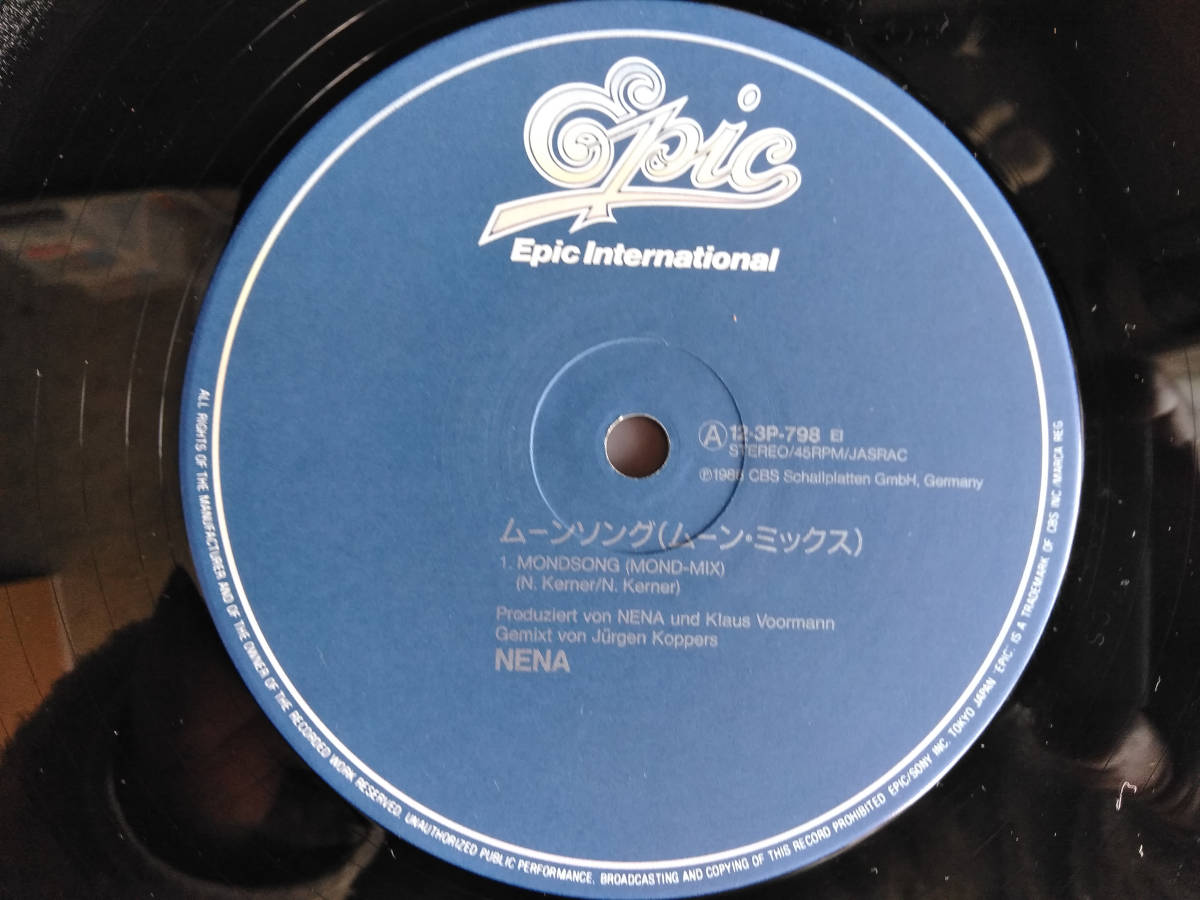 Epic
Epic International
A 12・3P-798 EI
STEREO/45RPM/JASRAC
CBS Schallplatten GmbH, Germany
ムーンソング(ムーン・ミックス)
1. MONDSONG (MOND-MIX)
(N. Kerner/N. Kerner)
Produziert von NENA und Klaus Voormann
Gemixt von Jürgen Koppers
NENA
ALL RIGHTS OF THE MANUFACTURER AND OF THE OWNER OF THE RECORDED WORK RESERVED. UNAUTHORIZED PUBLIC PERFORMANCE. BROADCASTING AND COPYING OF THIS RECORD PROHIBITED EPIC/SONY INC. TOKYO JAPAN "EPIC" IS A TRADEMARK OF CBS INC./MARCA REG